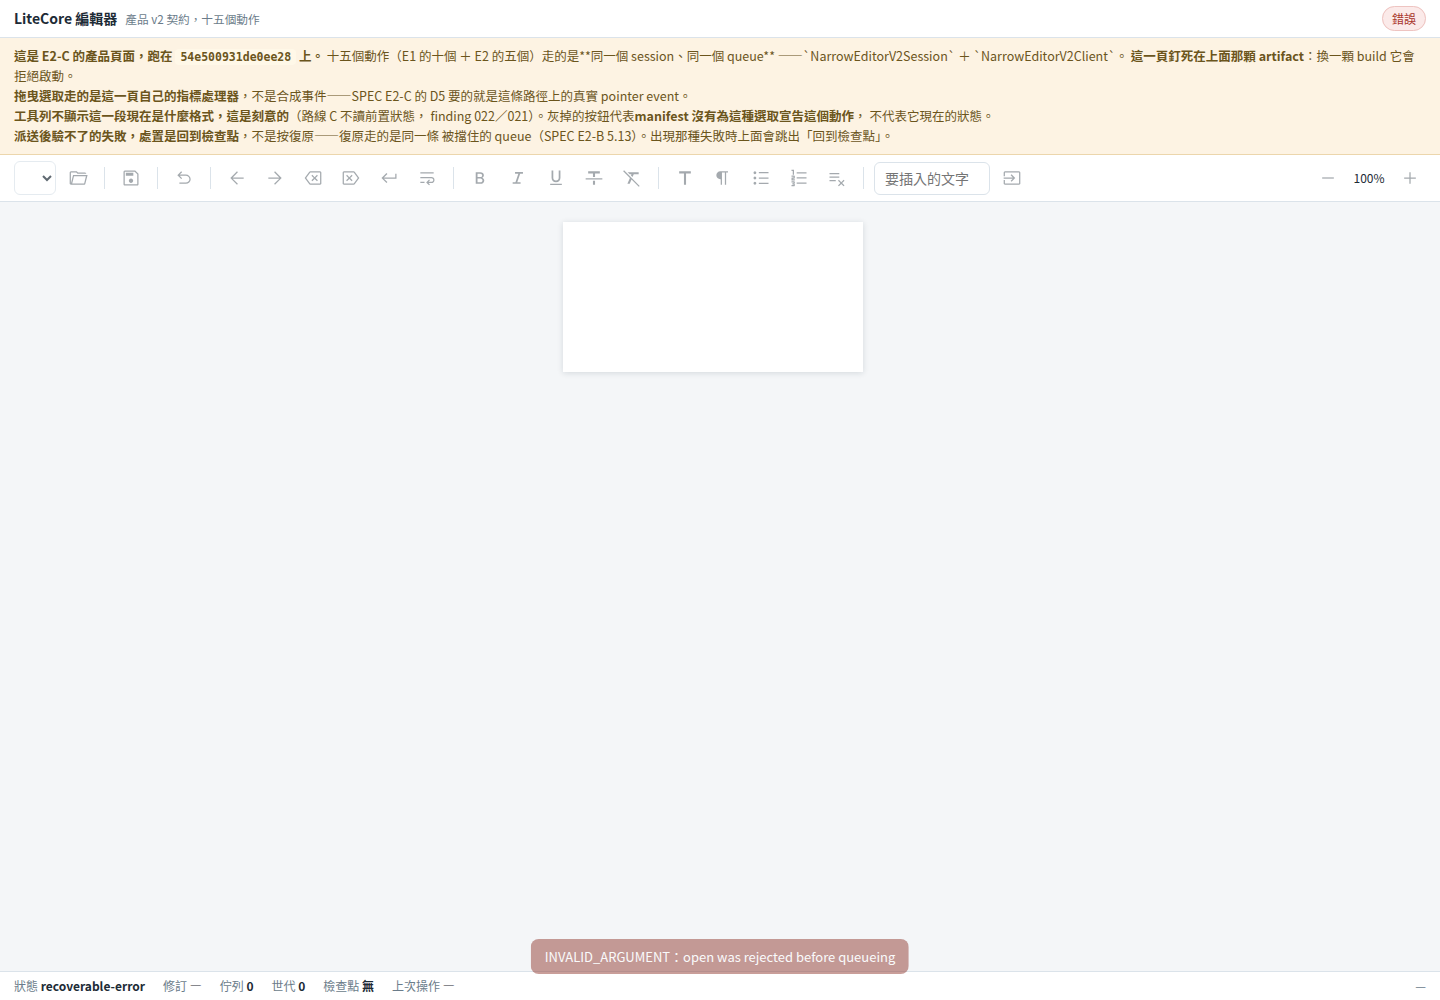 LiteCore 編輯器 產品 v2 契約，十五個動作 錯誤
這是 E2-C 的產品頁面，跑在 54e500931de0ee28 上。 十五個動作（E1 的十個 ＋ E2 的五個）走的是**同一個 session、同一個 queue** ——`NarrowEditorV2Session` ＋ `NarrowEditorV2Client`。 這一頁釘死在上面那顆 artifact：換一顆 build 它會
拒絕啟動。
拖曳選取走的是這一頁自己的指標處理器，不是合成事件——SPEC E2-C 的 D5 要的就是這條路徑上的真實 pointer event。
工具列不顯示這一段現在是什麼格式，這是刻意的（路線 C 不讀前置狀態， finding 022／021）。灰掉的按鈕代表manifest 沒有為這種選取宣告這個動作， 不代表它現在的狀態。
派送後驗不了的失敗，處置是回到檢查點，不是按復原——復原走的是同一條 被擋住的 queue（SPEC E2-B 5.13）。出現那種失敗時上面會跳出「回到檢查點」。
要插入的文字 100%
INVALID_ARGUMENT：open was rejected before queueing
狀態 recoverable-error 修訂 — 佇列 0 世代 0 檢查點 無 上次操作 — —